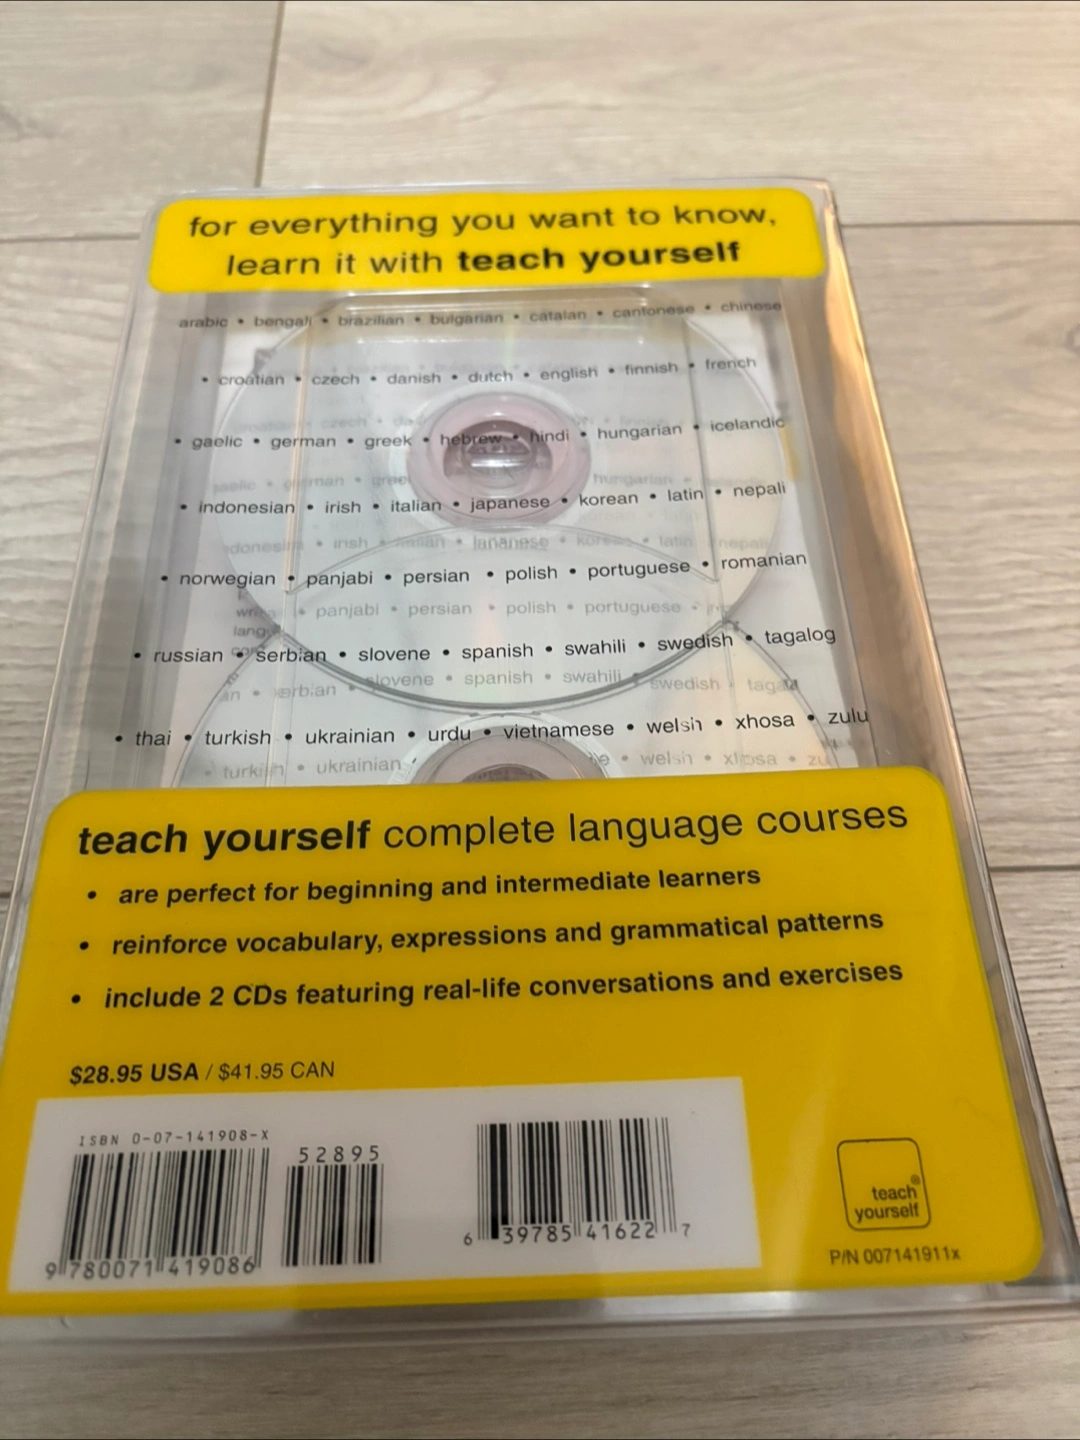 for everything you want to know,
learn it with teach yourself
arabic • bengali • brazilian • bulgarian • catalan • cantonese • chinese
• croatian • czech • danish • dutch • english • finnish • french
• gaelic • german • greek • hebrew • hindi • hungarian • icelandic
• indonesian • irish • italian • japanese • korean • latin • nepali
• norwegian • panjabi • persian • polish • portuguese • romanian
• russian • serbian • slovene • spanish • swahili • swedish • tagalog
• thai • turkish • ukrainian • urdu • vietnamese • welsh • xhosa • zulu
teach yourself complete language courses
• are perfect for beginning and intermediate learners
• reinforce vocabulary, expressions and grammatical patterns
• include 2 CDs featuring real-life conversations and exercises
$28.95 USA / $41.95 CAN
ISBN 0-07-141908-X
52895
9 780071 419086
6 39785 41622 7
teach®
yourself
P/N 007141911x